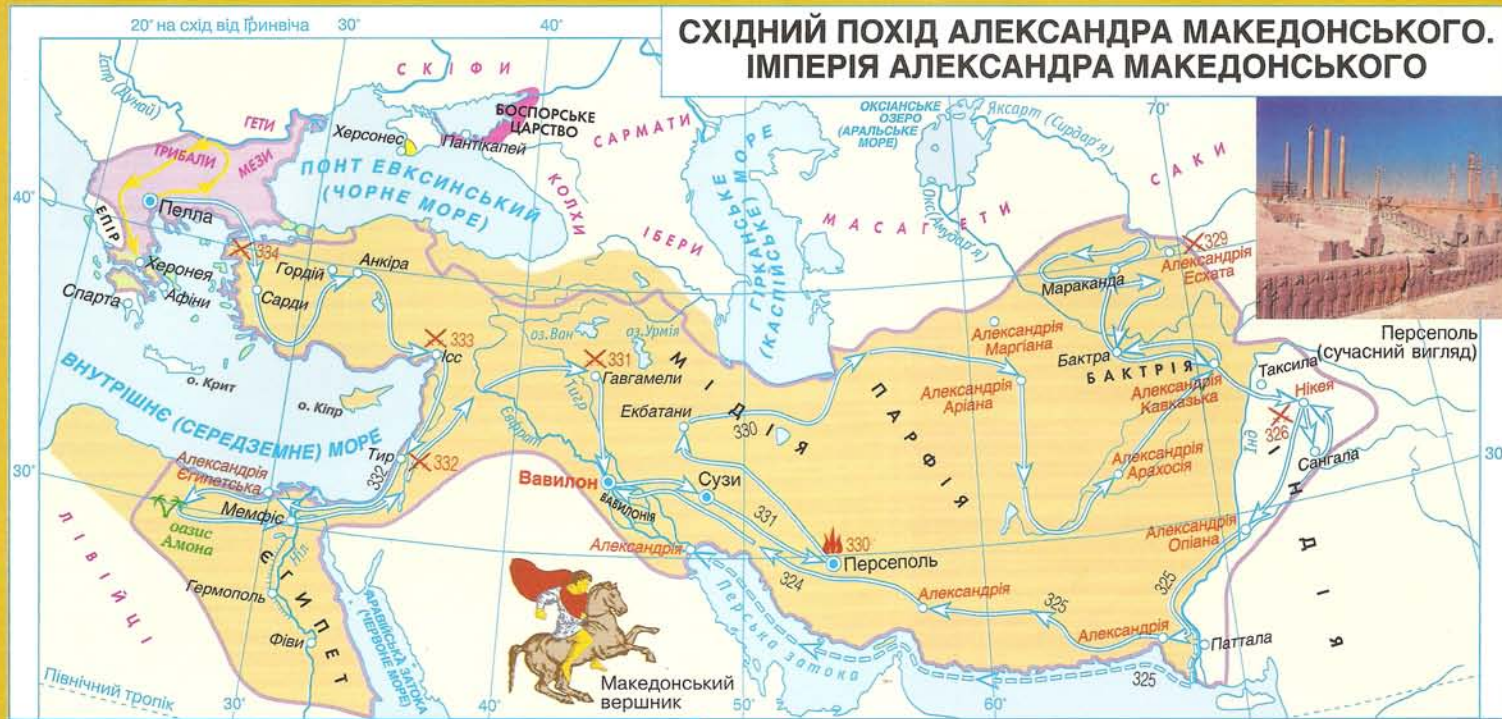 СХІДНИЙ ПОХІД АЛЕКСАНДРА МАКЕДОНСЬКОГО.
ІМПЕРІЯ АЛЕКСАНДРА МАКЕДОНСЬКОГО
20° на схід від Ґринвіча
30°
40°
70°
Істр (Дунай)
СКІФИ
БОСПОРСЬКЕ
ЦАРСТВО
Херсонес
Пантікапей
САРМАТИ
ОКСІАНСЬКЕ
ОЗЕРО
(АРАЛЬСЬКЕ
МОРЕ)
Яксарт (Сирдар'я)
САКИ
ГЕТИ
ТРИБАЛИ
МЕЗИ
ПОНТ ЕВКСИНСЬКИЙ
(ЧОРНЕ МОРЕ)
КОЛХИ
ІБЕРИ
ГІРКАНСЬКЕ
(КАСПІЙСЬКЕ) МОРЕ
МАСАГЕТИ
Окс (Амудар'я)
40°
Пелла
ЕПІР
334
Херонея
Спарта
Афіни
Сарди
Гордій
Анкіра
333
Ісс
оз.Ван
оз.Урмія
331
Гавгамели
Тигр
Євфрат
МІДІЯ
Екбатани
330
ПАРФІЯ
Александрія
Маргіана
Александрія
Аріана
Мараканда
329
Александрія
Есхата
Бактра
БАКТРІЯ
Александрія
Кавказька
Таксила
Нікея
326
Інд
Сангала
Александрія
Арахосія
Персеполь
(сучасний вигляд)
о. Крит
о. Кіпр
ВНУТРІШНЄ (СЕРЕДЗЕМНЕ) МОРЕ
30°
Тир
332
332
Александрія
Єгипетська
Мемфіс
оазис
Амона
ЛІВІЙЦІ
Ніл
ЄГИПЕТ
Гермополь
Фіви
АРАВІЙСЬКА ЗАТОКА
(ЧЕРВОНЕ МОРЕ)
Вавилон
ВАВИЛОНІЯ
Сузи
331
Александрія
330
Персеполь
324
Перська затока
Александрія
325
Александрія
325
Александрія
Опіана
325
Паттала
ІНДІЯ
30°
Македонський
вершник
Північний тропік
30°
40°
50°
60°